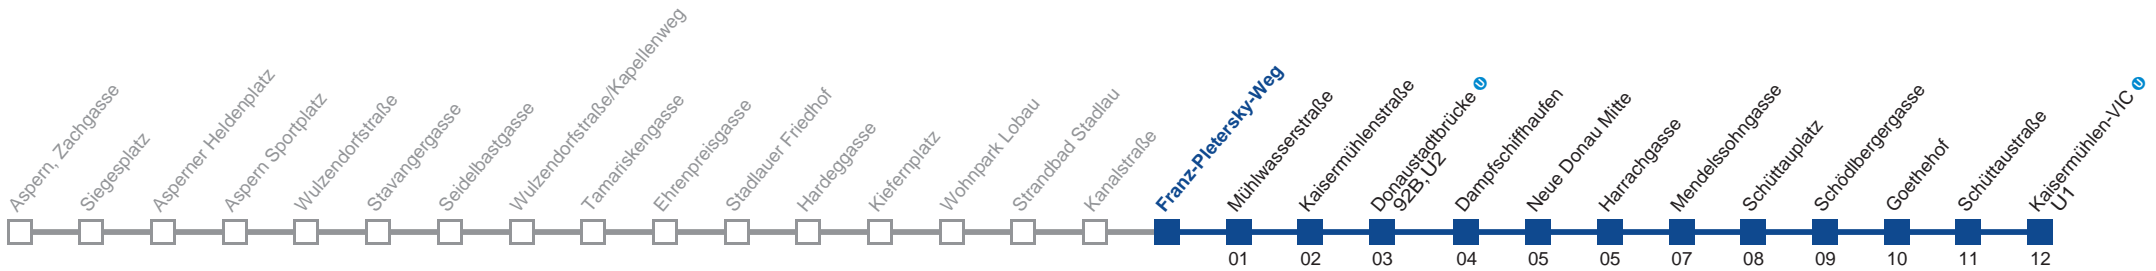 Aspern, Zachgasse
Siegesplatz
Asperner Heldenplatz
Aspern Sportplatz
Wulzendorfstraße
Stavangergasse
Seidelbastgasse
Wulzendorfstraße/Kapellenweg
Tamariskengasse
Ehrenpreisgasse
Stadlauer Friedhof
Hardeggasse
Kiefernplatz
Wohnpark Lobau
Strandbad Stadlau
Kanalstraße
Franz-Pletersky-Weg
Mühlwasserstraße
Kaisermühlenstraße
Donaustadtbrücke U
92B, U2
Dampfschiffhaufen
Neue Donau Mitte
Harrachgasse
Mendelssohngasse
Schüttauplatz
Schödlbergergasse
Goethehof
Schüttaustraße
Kaisermühlen-VIC U
U1
01 02 03 04 05 05 07 08 09 10 11 12